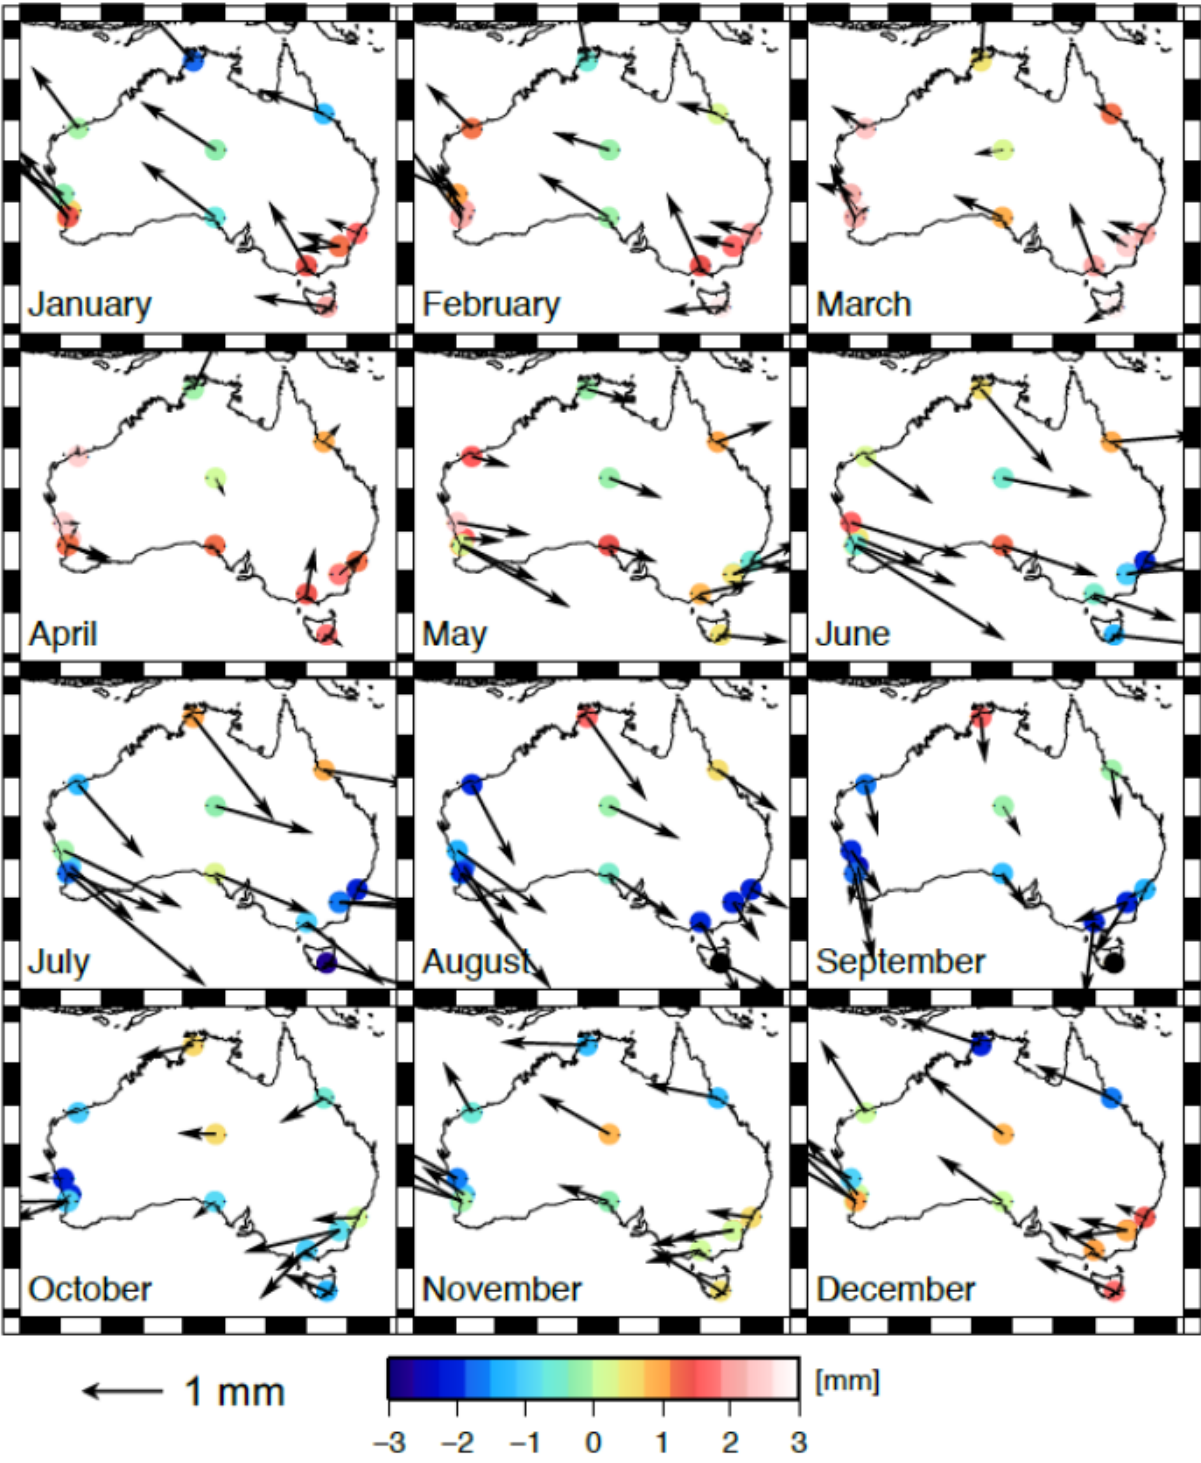 January
February
March
April
May
June
July
August
September
October
November
December
1 mm
[mm]
−3 −2 −1 0 1 2 3